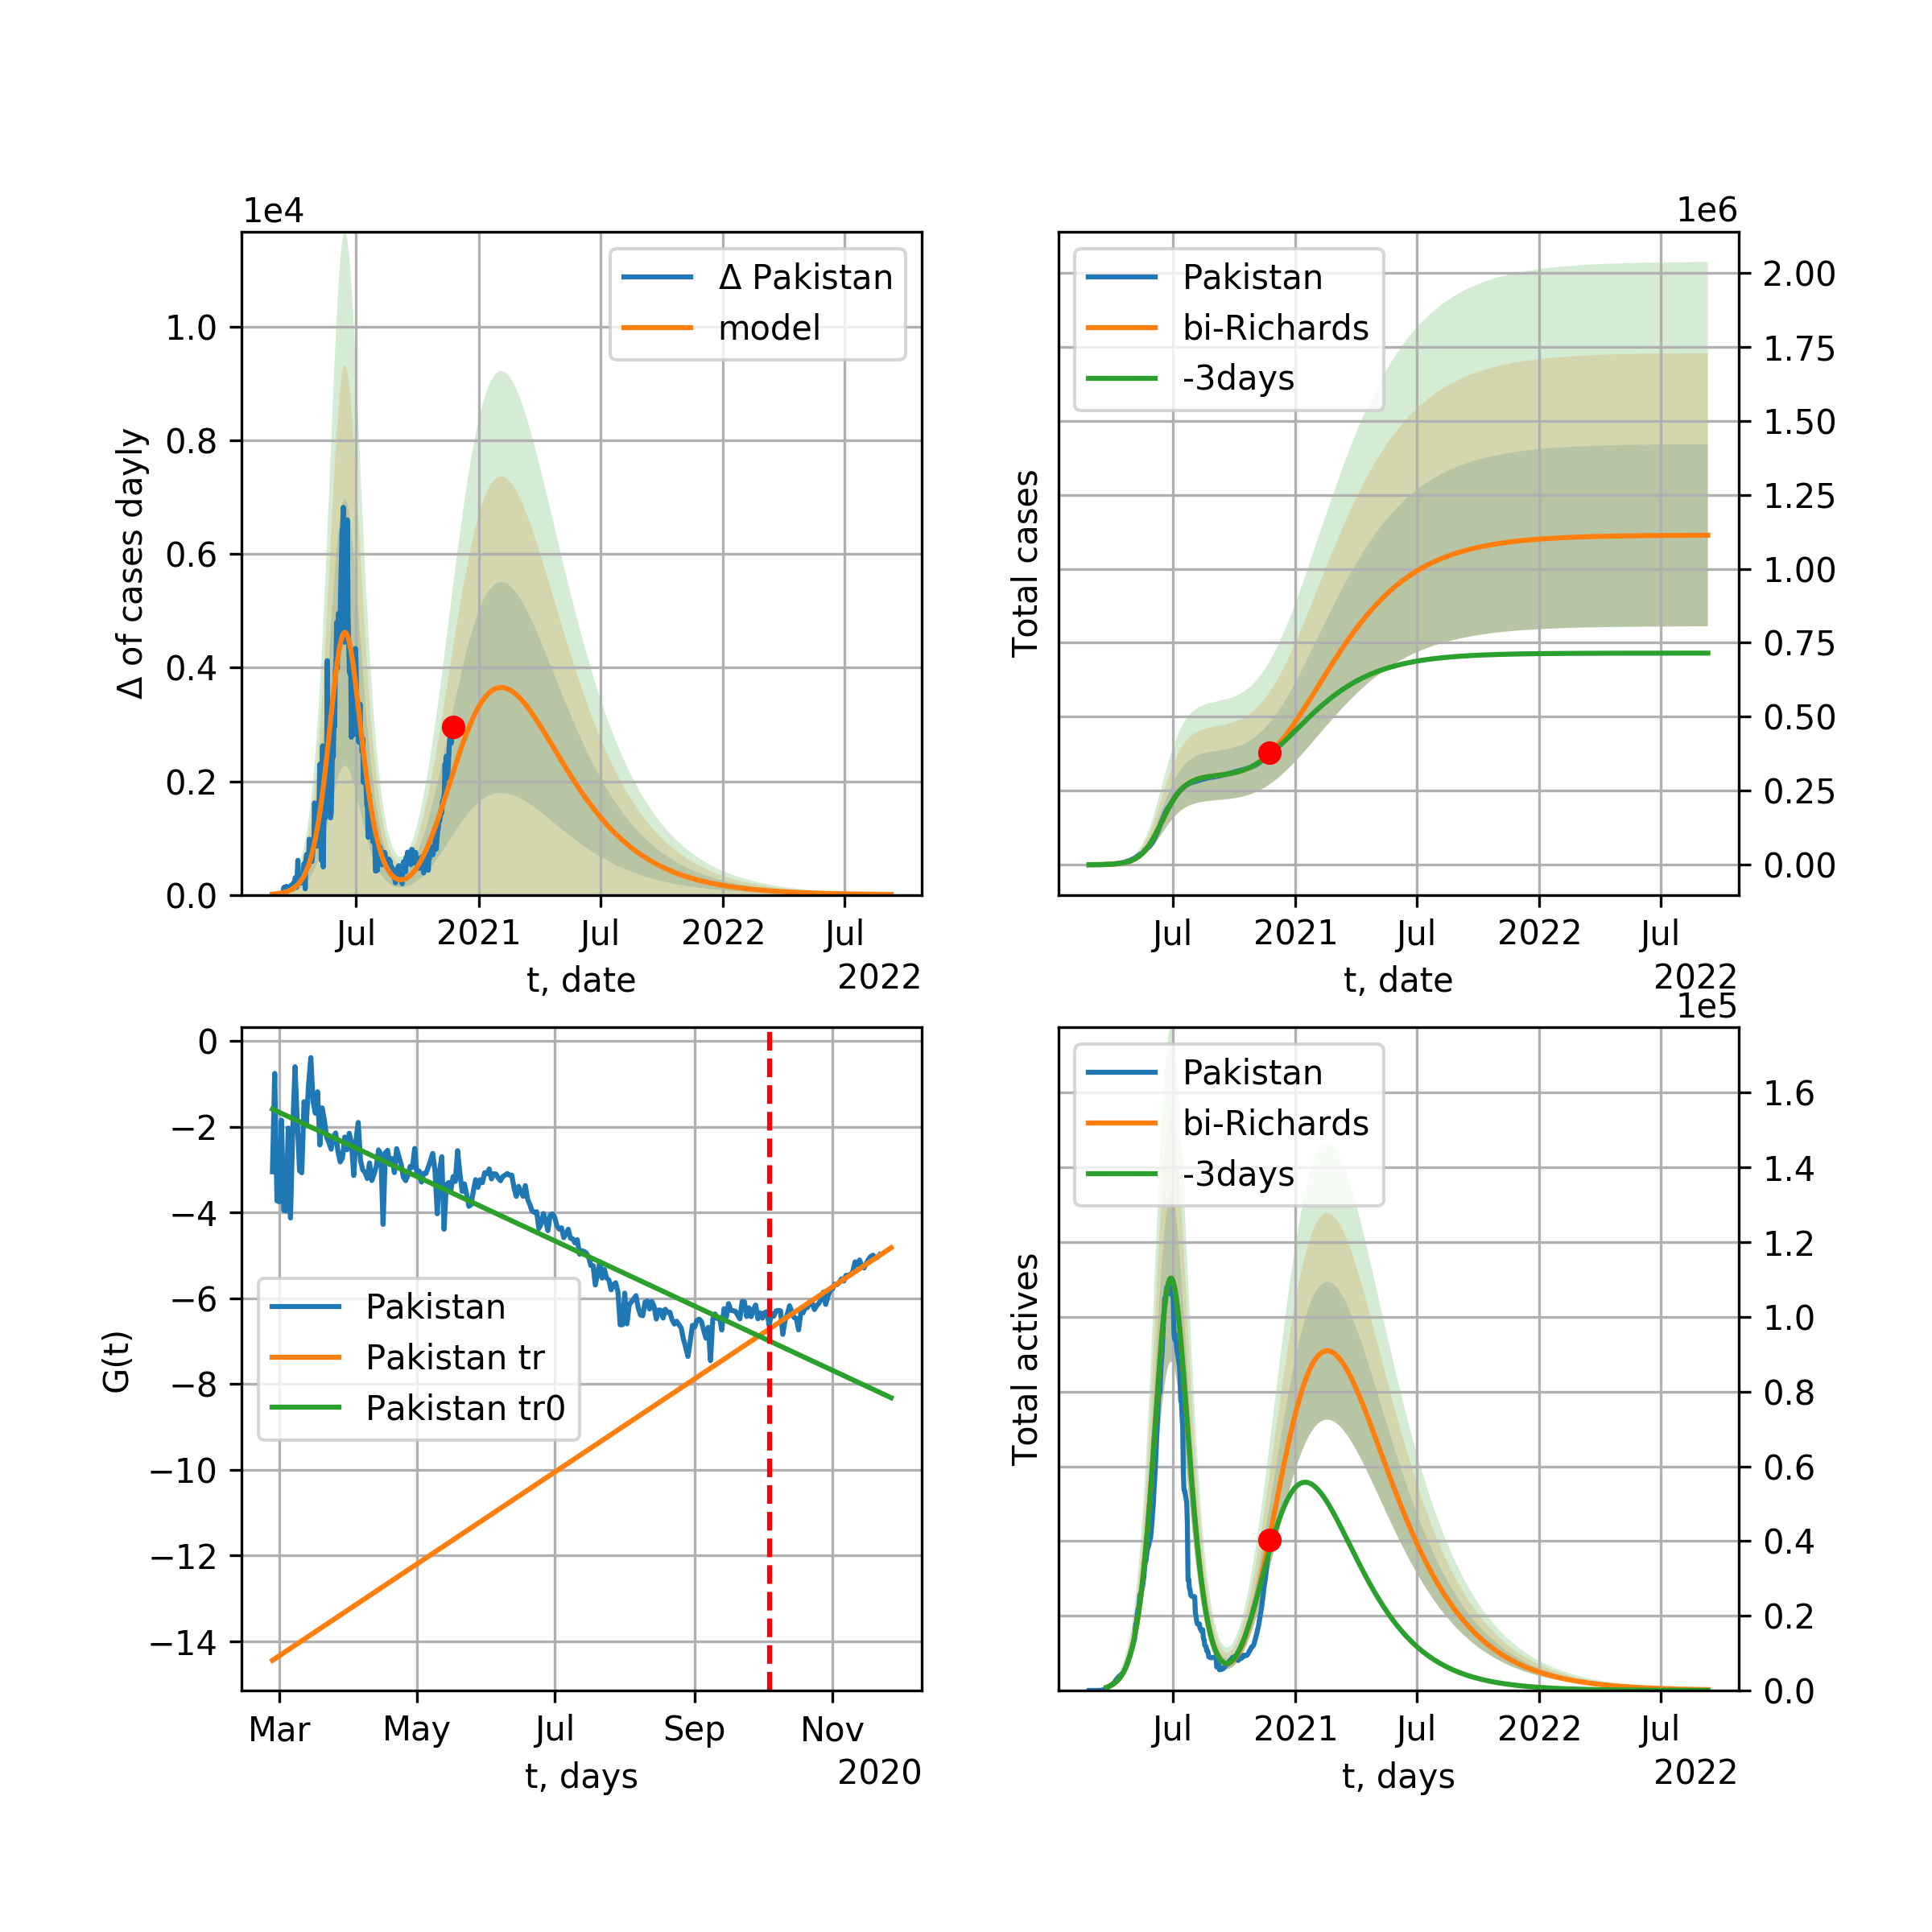 1e4
Δ of cases dayly
1.0
0.8
0.6
0.4
0.2
0.0
Δ Pakistan
model
Jul
2021
Jul
2022
Jul
t, date
2022
1e6
Total cases
Pakistan
bi-Richards
-3days
2.00
1.75
1.50
1.25
1.00
0.75
0.50
0.25
0.00
Jul
2021
Jul
2022
Jul
t, date
2022
G(t)
0
−2
−4
−6
−8
−10
−12
−14
Pakistan
Pakistan tr
Pakistan tr0
Mar
May
Jul
Sep
Nov
t, days
2020
1e5
Total actives
Pakistan
bi-Richards
-3days
1.6
1.4
1.2
1.0
0.8
0.6
0.4
0.2
0.0
Jul
2021
Jul
2022
Jul
t, days
2022